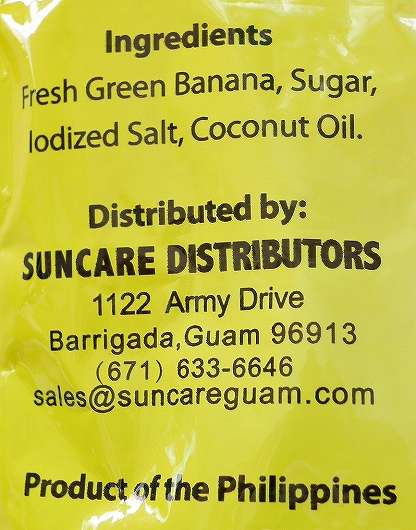 Ingredients
Fresh Green Banana, Sugar,
Iodized Salt, Coconut Oil.
Distributed by:
SUNCARE DISTRIBUTORS
1122 Army Drive
Barrigada,Guam 96913
(671) 633-6646
sales@suncareguam.com
Product of the Philippines